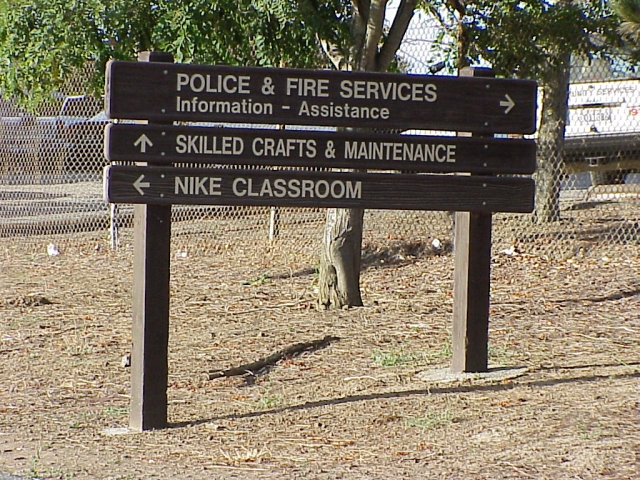 POLICE & FIRE SERVICES
Information - Assistance
SKILLED CRAFTS & MAINTENANCE
NIKE CLASSROOM